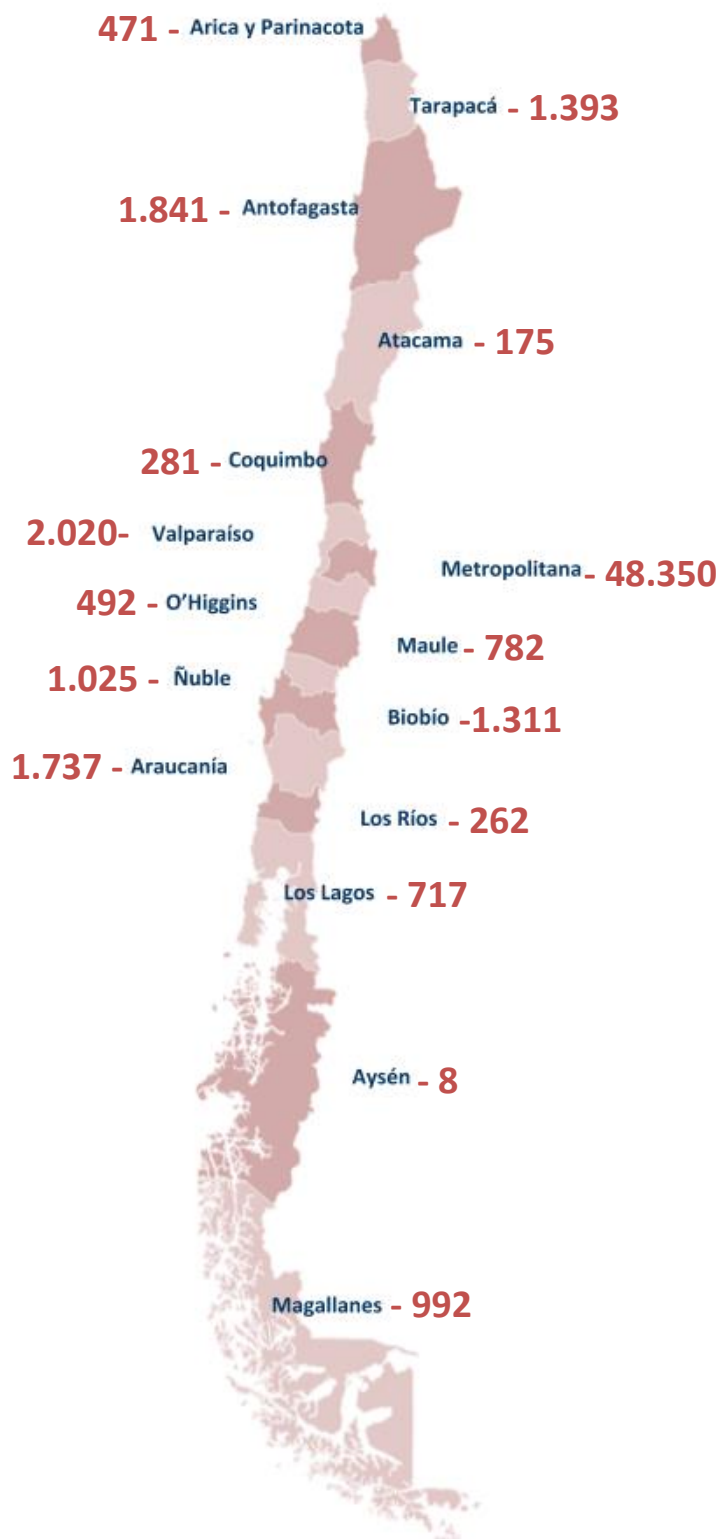 471 - Arica y Parinacota
Tarapacá - 1.393
1.841 - Antofagasta
Atacama - 175
281 - Coquimbo
2.020- Valparaíso
Metropolitana - 48.350
492 - O'Higgins
Maule - 782
1.025 - Ñuble
Biobío -1.311
1.737 - Araucanía
Los Ríos - 262
Los Lagos - 717
Aysén - 8
Magallanes - 992